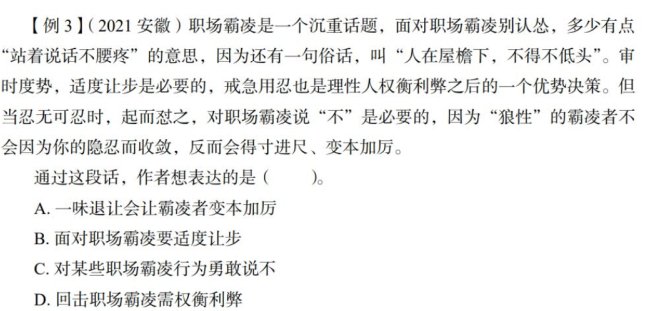 【例 3】（2021 安徽）职场霸凌是一个沉重话题，面对职场霸凌别认怂，多少有点
“站着说话不腰疼”的意思，因为还有一句俗话，叫“人在屋檐下，不得不低头”。审
时度势，适度让步是必要的，戒急用忍也是理性人权衡利弊之后的一个优势决策。但
当忍无可忍时，起而怼之，对职场霸凌说“不”是必要的，因为“狼性”的霸凌者不
会因为你的隐忍而收敛，反而会得寸进尺、变本加厉。
通过这段话，作者想表达的是（　　）。
A. 一味退让会让霸凌者变本加厉
B. 面对职场霸凌要适度让步
C. 对某些职场霸凌行为勇敢说不
D. 回击职场霸凌需权衡利弊